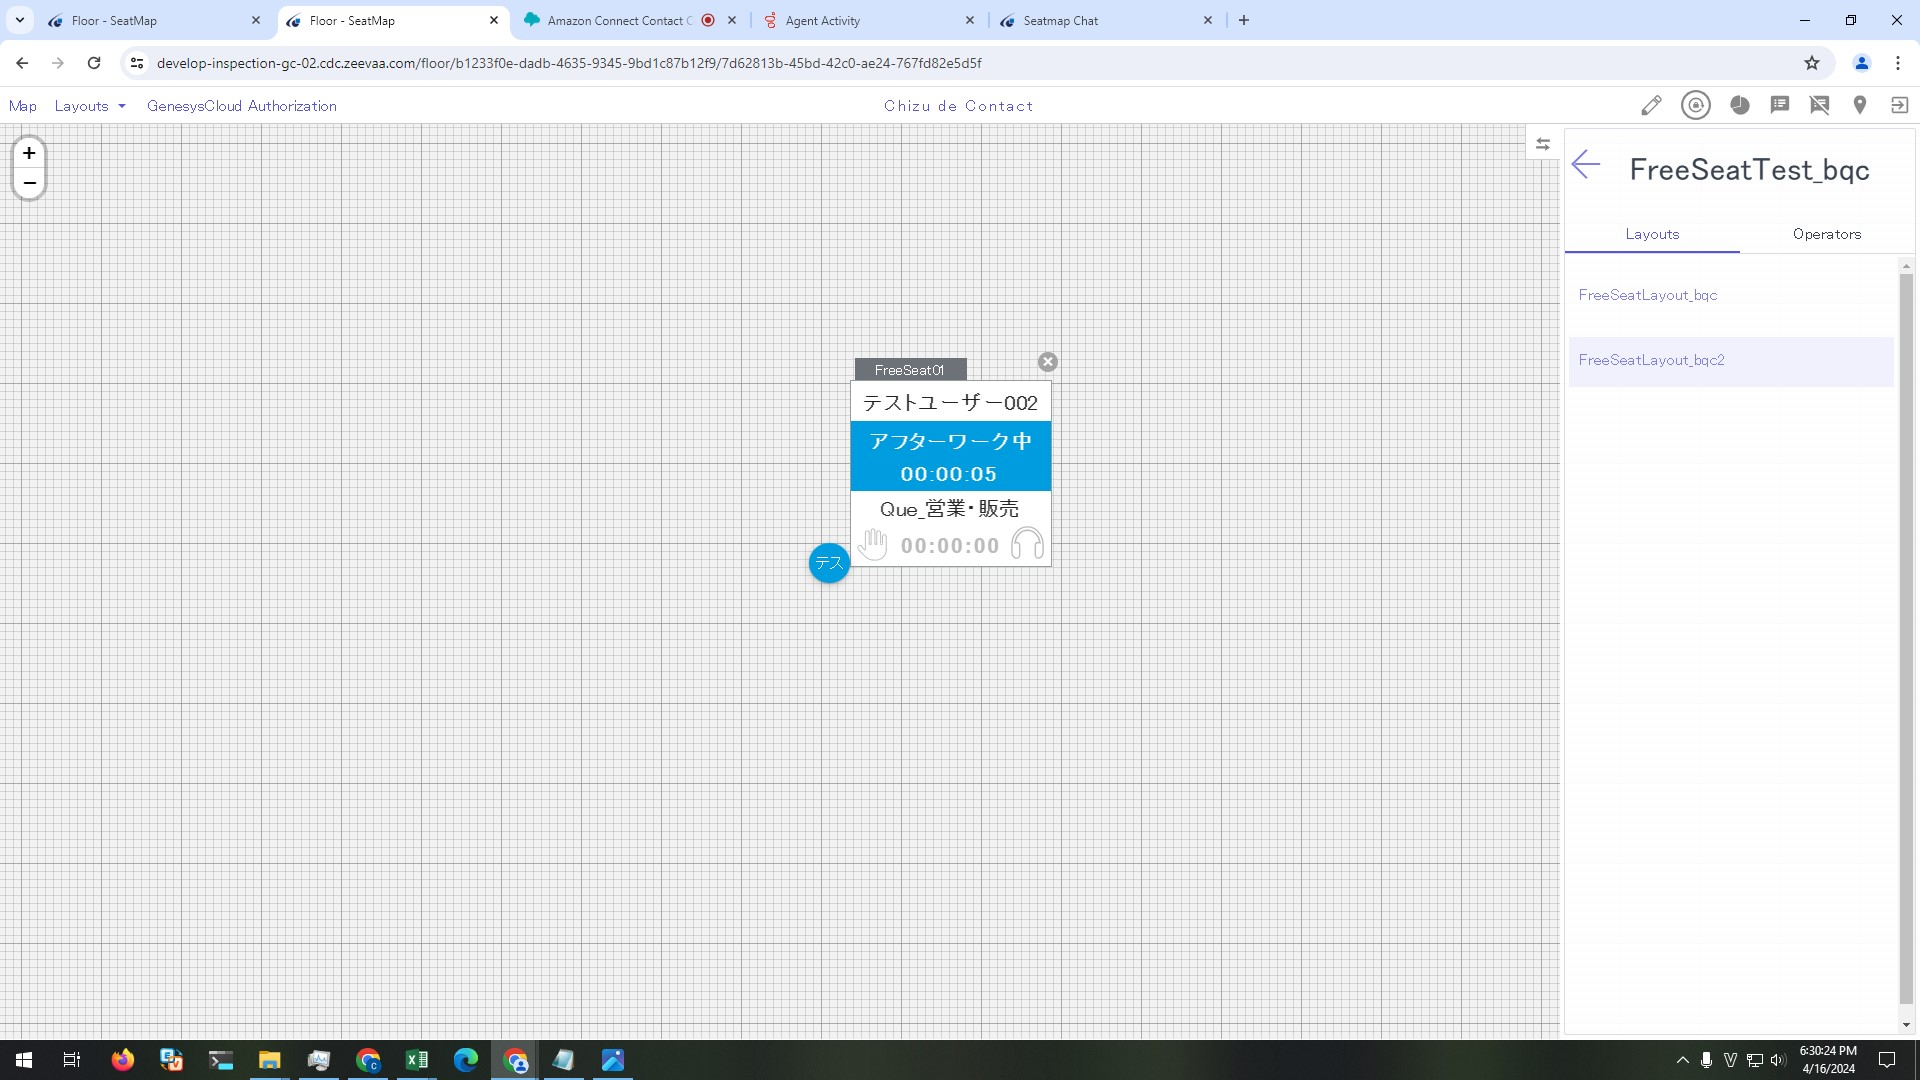 Floor - SeatMap
Floor - SeatMap
Amazon Connect Contact C
Agent Activity
Seatmap Chat
develop-inspection-gc-02.cdc.zeevaa.com/floor/b1233f0e-dadb-4635-9345-9bd1c87b12f9/7d62813b-45bd-42c0-ae24-767fd82e5d5f
Map
Layouts
GenesysCloud Authorization
Chizu de Contact
+
−
FreeSeatTest_bqc
Layouts
Operators
FreeSeatLayout_bqc
FreeSeatLayout_bqc2
FreeSeat01
テストユーザー002
アフターワーク中
00:00:05
Que_営業・販売
00:00:00
テス
6:30:24 PM
4/16/2024